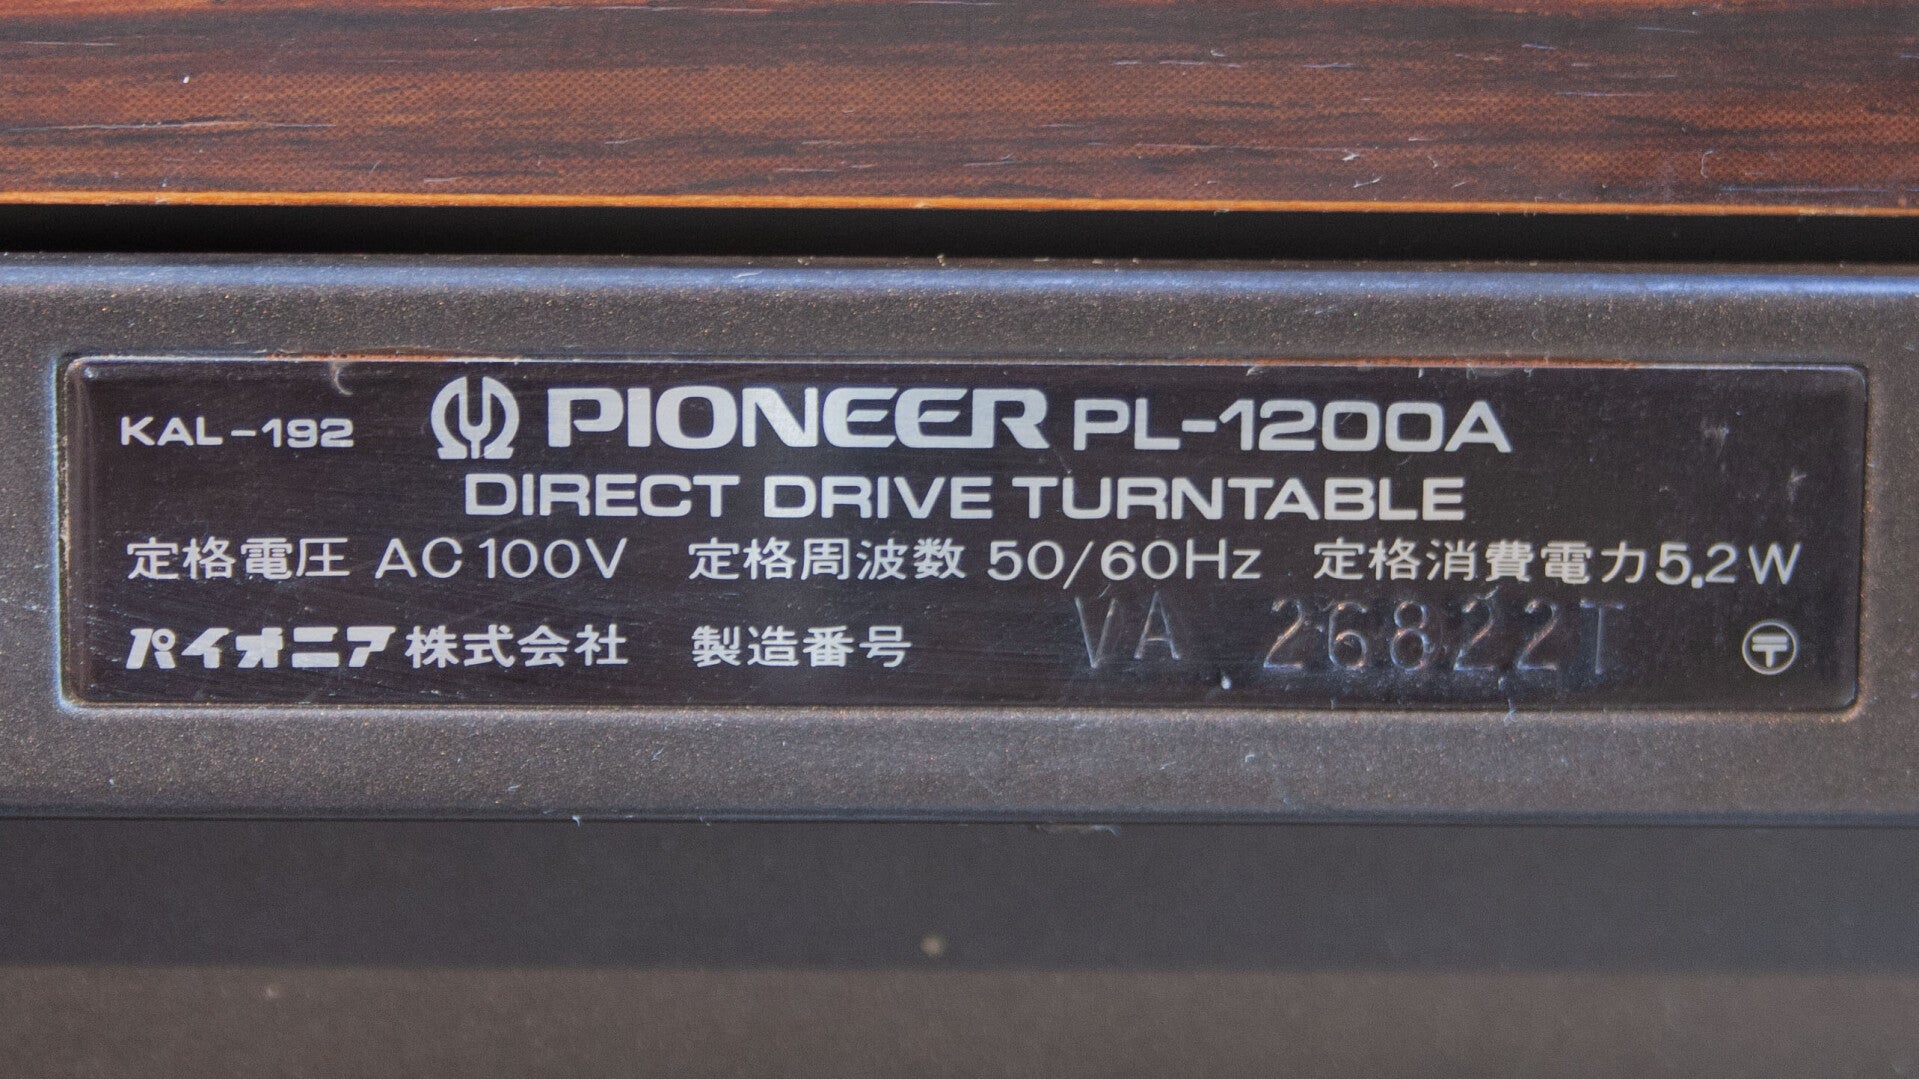 KAL-192 PIONEER PL-1200A
DIRECT DRIVE TURNTABLE
定格電圧 AC 100V 定格周波数 50/60Hz 定格消費電力 5.2W
パイオニア株式会社 製造番号 VA 26822T 〒